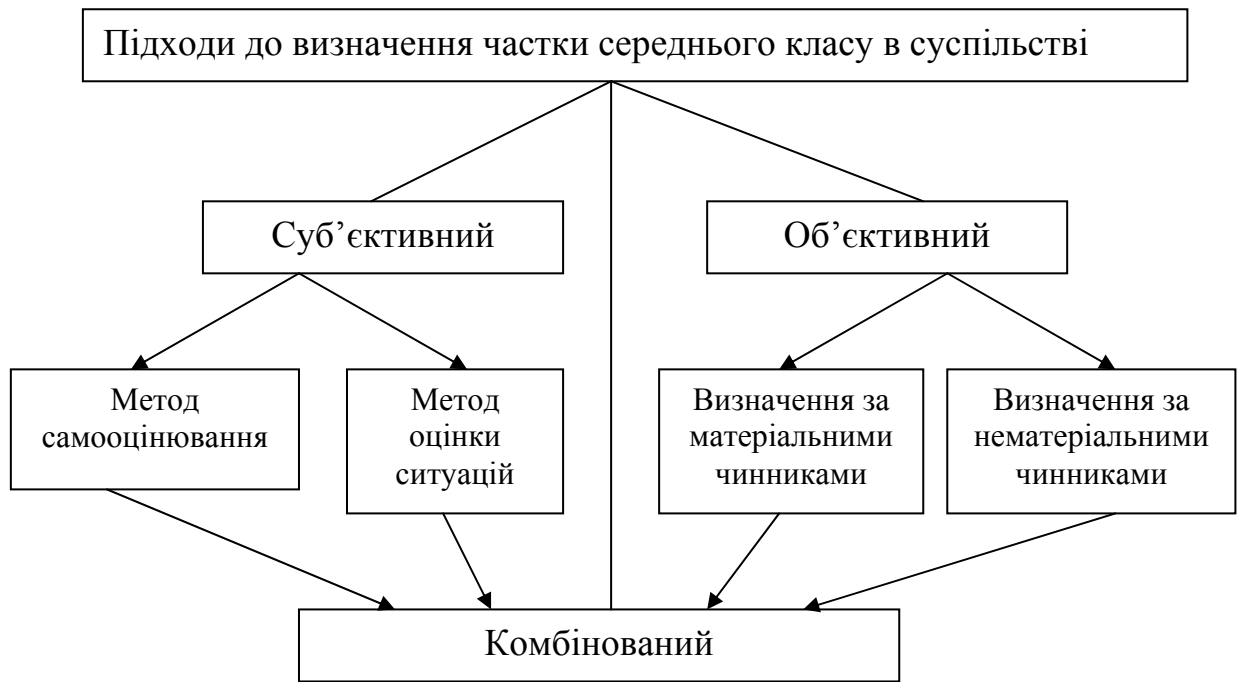 Підходи до визначення частки середнього класу в суспільстві
Суб’єктивний
Об’єктивний
Метод
самооцінювання
Метод
оцінки
ситуацій
Визначення за
матеріальними
чинниками
Визначення за
нематеріальними
чинниками
Комбінований